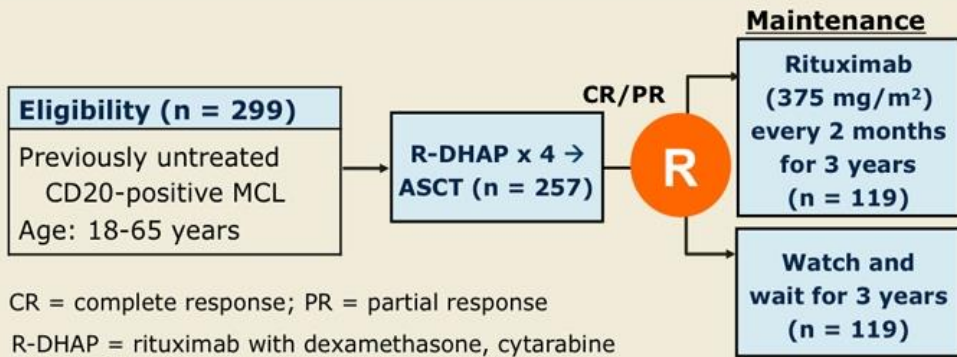 Maintenance
Eligibility (n = 299)
Previously untreated
CD20-positive MCL
Age: 18-65 years
R-DHAP x 4 →
ASCT (n = 257)
CR/PR
R
Rituximab
(375 mg/m²)
every 2 months
for 3 years
(n = 119)
Watch and
wait for 3 years
(n = 119)
CR = complete response; PR = partial response
R-DHAP = rituximab with dexamethasone, cytarabine